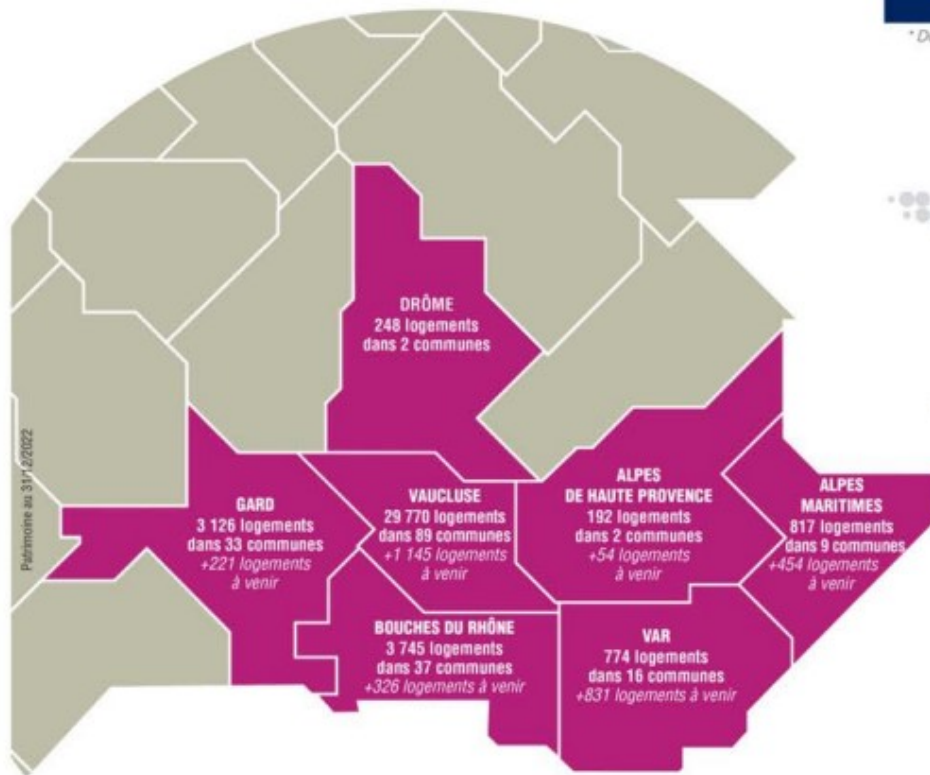 DRÔME
248 logements
dans 2 communes
Patrimoine au 31/12/2022
GARD
3 126 logements
dans 33 communes
+221 logements
à venir
VAUCLUSE
29 770 logements
dans 89 communes
+1 145 logements
à venir
ALPES
DE HAUTE PROVENCE
192 logements
dans 2 communes
+54 logements
à venir
ALPES
MARITIMES
817 logements
dans 9 communes
+454 logements
à venir
BOUCHES DU RHÔNE
3 745 logements
dans 37 communes
+326 logements à venir
VAR
774 logements
dans 16 communes
+831 logements à venir